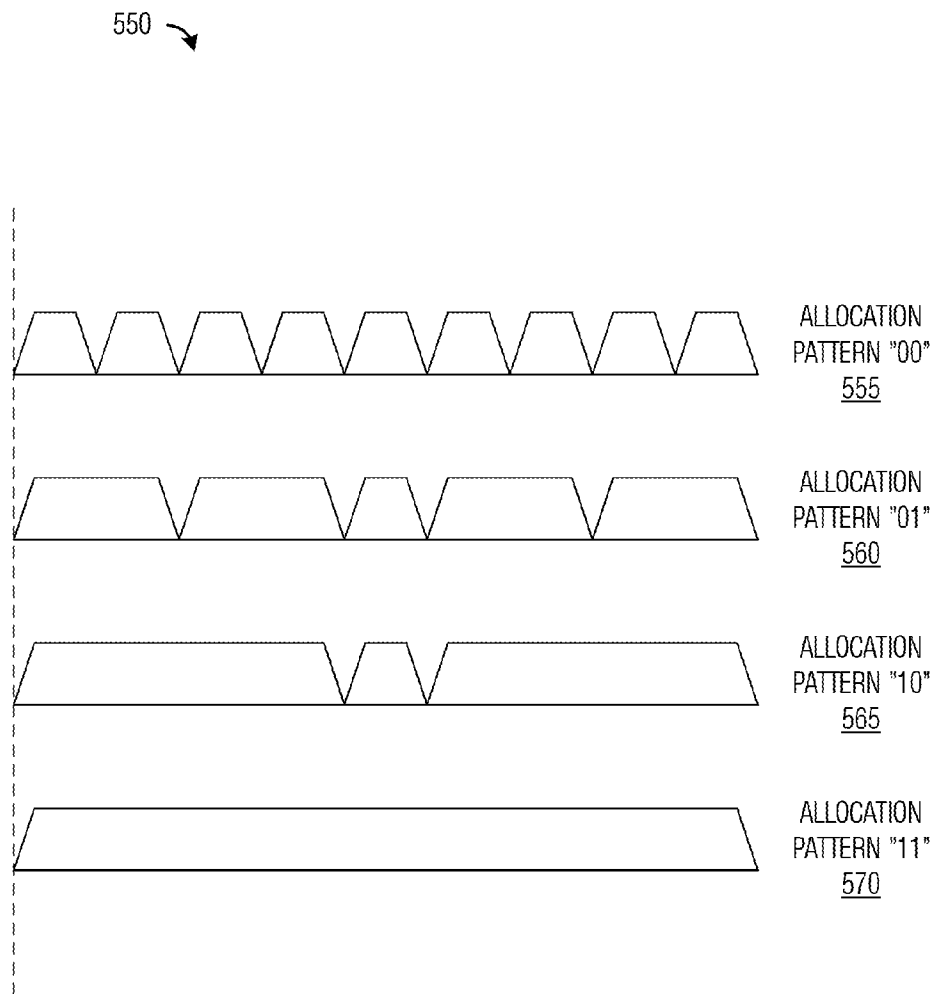 550
ALLOCATION
PATTERN "00"
555
ALLOCATION
PATTERN "01"
560
ALLOCATION
PATTERN "10"
565
ALLOCATION
PATTERN "11"
570